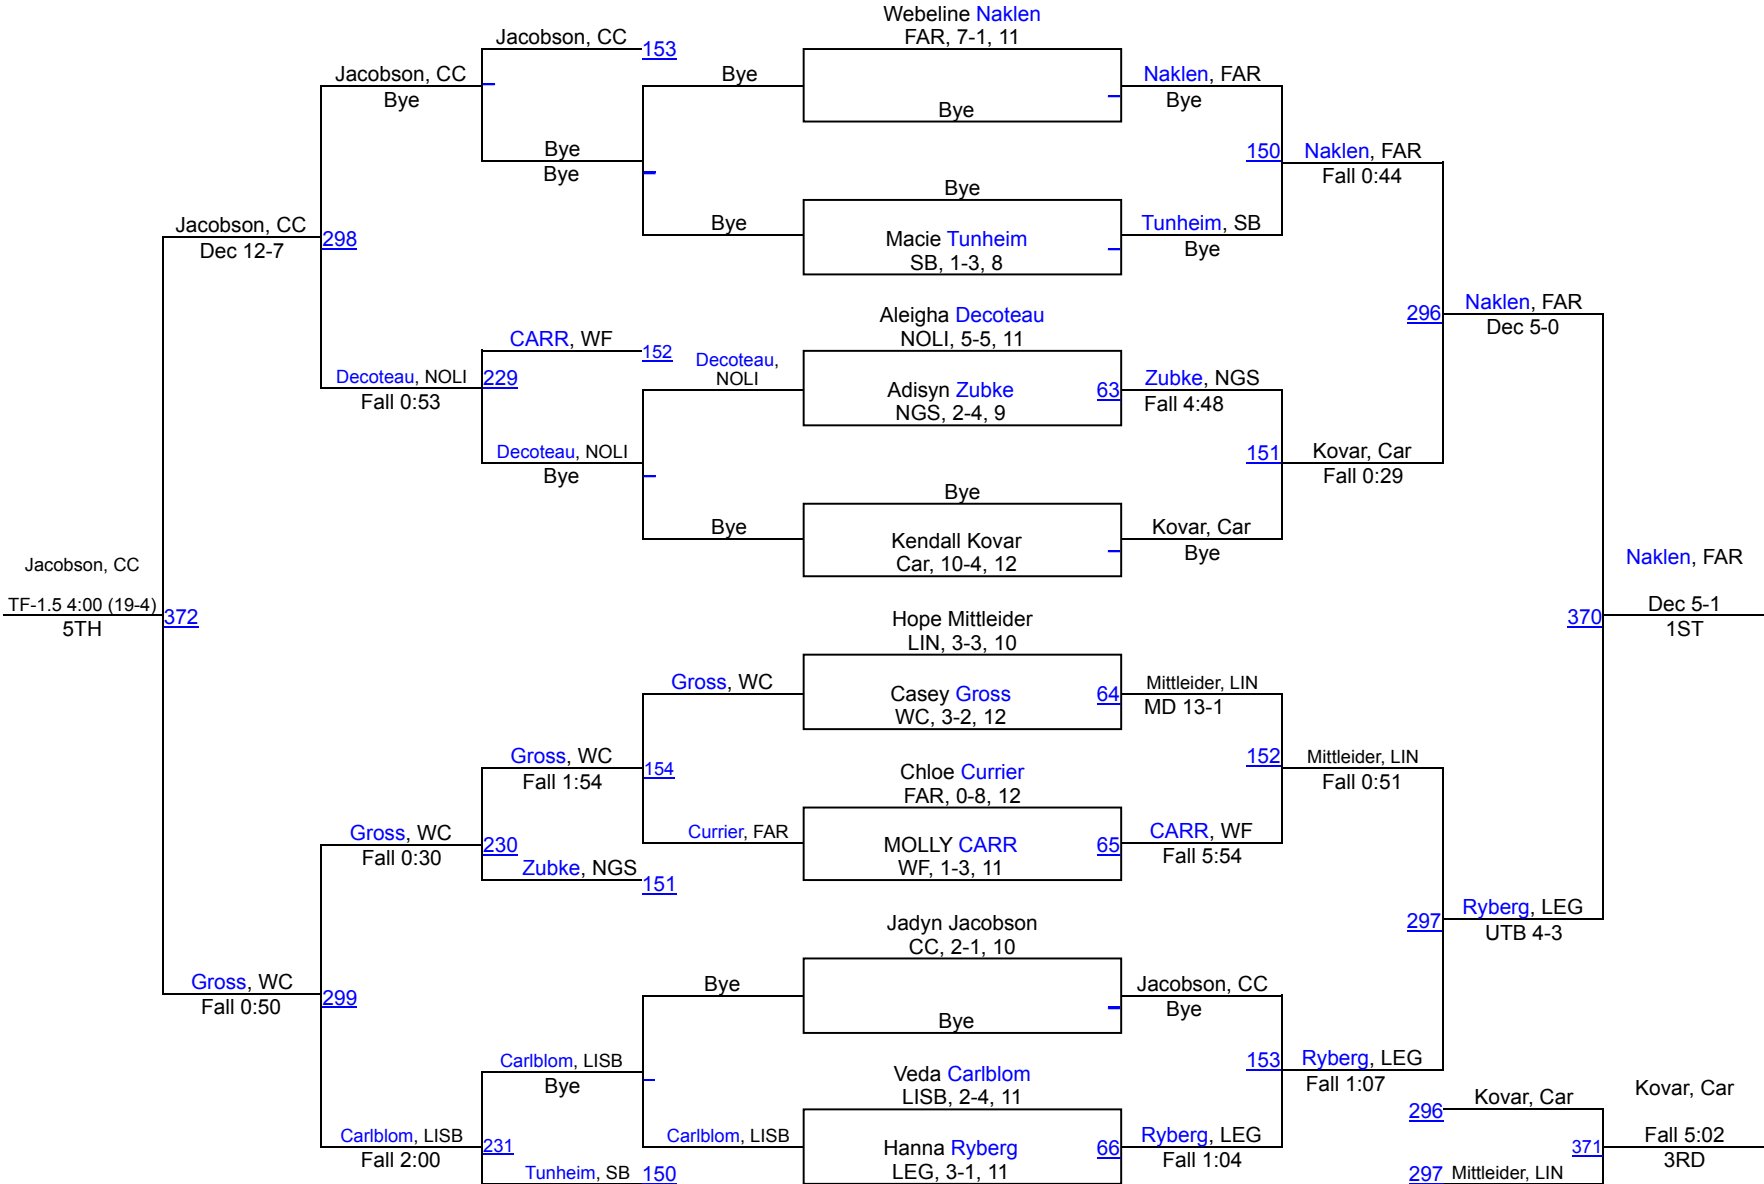 Webeline Naklen
FAR, 7-1, 11
Bye
Bye
Macie Tunheim
SB, 1-3, 8
Aleigha Decoteau
NOLI, 5-5, 11
Adisyn Zubke
NGS, 2-4, 9
63
Bye
Kendall Kovar
Car, 10-4, 12
Hope Mittleider
LIN, 3-3, 10
Casey Gross
WC, 3-2, 12
64
Chloe Currier
FAR, 0-8, 12
MOLLY CARR
WF, 1-3, 11
65
Jadyn Jacobson
CC, 2-1, 10
Bye
Veda Carlblom
LISB, 2-4, 11
Hanna Ryberg
LEG, 3-1, 11
66
Naklen, FAR
Bye
Tunheim, SB
Bye
Zubke, NGS
Fall 4:48
Kovar, Car
Bye
Mittleider, LIN
MD 13-1
CARR, WF
Fall 5:54
Jacobson, CC
Bye
Ryberg, LEG
Fall 1:04
150
Naklen, FAR
Fall 0:44
151
Kovar, Car
Fall 0:29
152
Mittleider, LIN
Fall 0:51
153
Ryberg, LEG
Fall 1:07
296
Naklen, FAR
Dec 5-0
297
Ryberg, LEG
UTB 4-3
370
Naklen, FAR
Dec 5-1
1ST
296
Kovar, Car
297
Mittleider, LIN
371
Kovar, Car
Fall 5:02
3RD
Bye
Bye
Decoteau,
NOLI
Bye
Gross, WC
Currier, FAR
Bye
Carlblom, LISB
Jacobson, CC
153
Bye
Bye
CARR, WF
152
Decoteau, NOLI
Bye
Gross, WC
Fall 1:54
154
Zubke, NGS
151
Carlblom, LISB
Bye
Tunheim, SB
150
Jacobson, CC
Bye
Decoteau, NOLI
Fall 0:53
229
Gross, WC
Fall 0:30
230
Carlblom, LISB
Fall 2:00
231
Jacobson, CC
Dec 12-7
298
Gross, WC
Fall 0:50
299
Jacobson, CC
TF-1.5 4:00 (19-4)
5TH
372